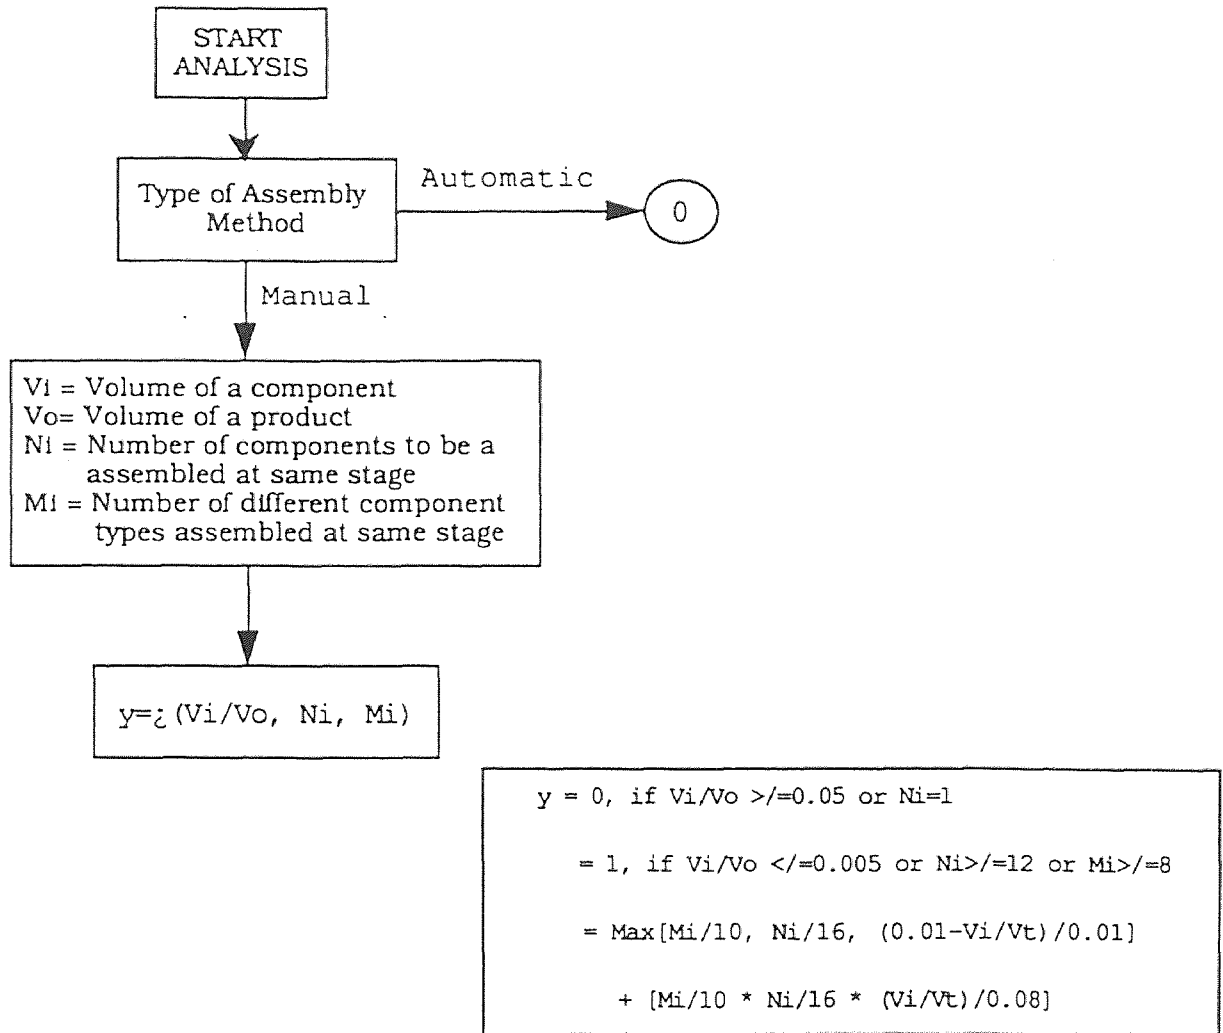 START
ANALYSIS
Type of Assembly
Method
Automatic
0
Manual
Vi = Volume of a component
Vo= Volume of a product
Ni = Number of components to be a
assembled at same stage
Mi = Number of different component
types assembled at same stage
y=¿(Vi/Vo, Ni, Mi)
y = 0, if Vi/Vo >/=0.05 or Ni=1
= 1, if Vi/Vo </=0.005 or Ni>/=12 or Mi>/=8
= Max[Mi/10, Ni/16, (0.01-Vi/Vt)/0.01]
+ [Mi/10 * Ni/16 * (Vi/Vt)/0.08]